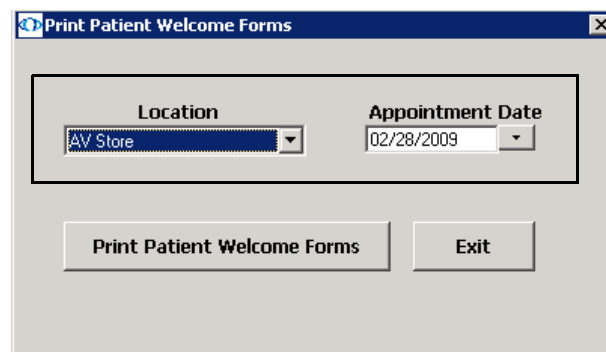 Print Patient Welcome Forms
Location Appointment Date
AV Store 02/28/2009
Print Patient Welcome Forms Exit